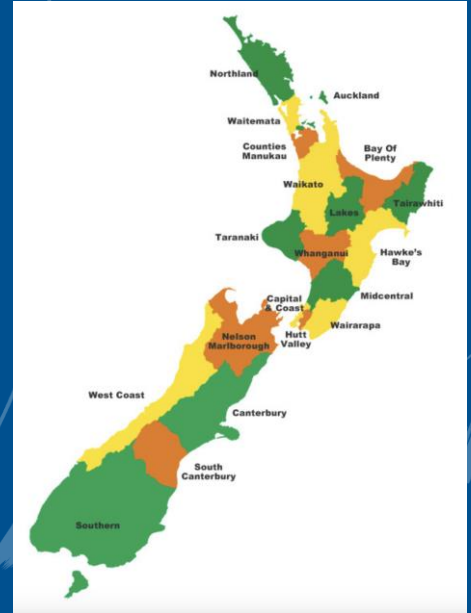 Northland
Auckland
Waitemata
Counties
Manukau
Bay Of
Plenty
Waikato
Lakes
Tairawhiti
Taranaki
Whanganui
Hawke's
Bay
Midcentral
Capital
& Coast
Wairarapa
Hutt
Valley
Nelson
Marlborough
West Coast
Canterbury
South
Canterbury
Southern